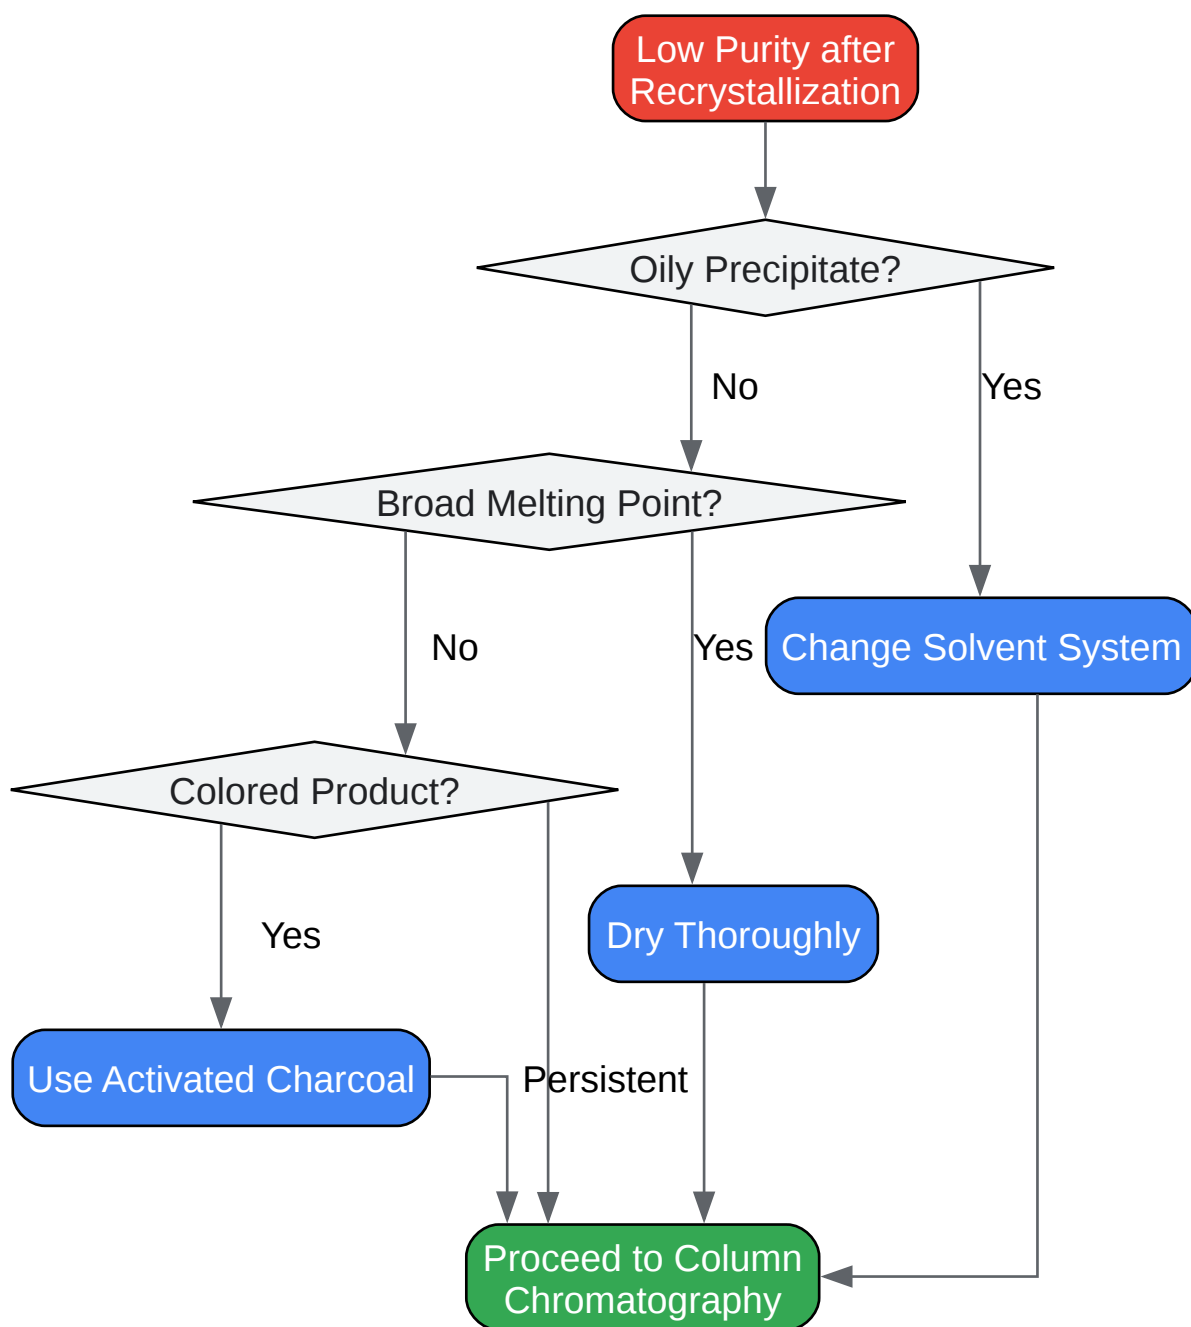 Low Purity after
Recrystallization
Oily Precipitate?
No
Yes
Broad Melting Point?
No
Yes
Change Solvent System
Colored Product?
Yes
Dry Thoroughly
Use Activated Charcoal
Persistent
Proceed to Column
Chromatography